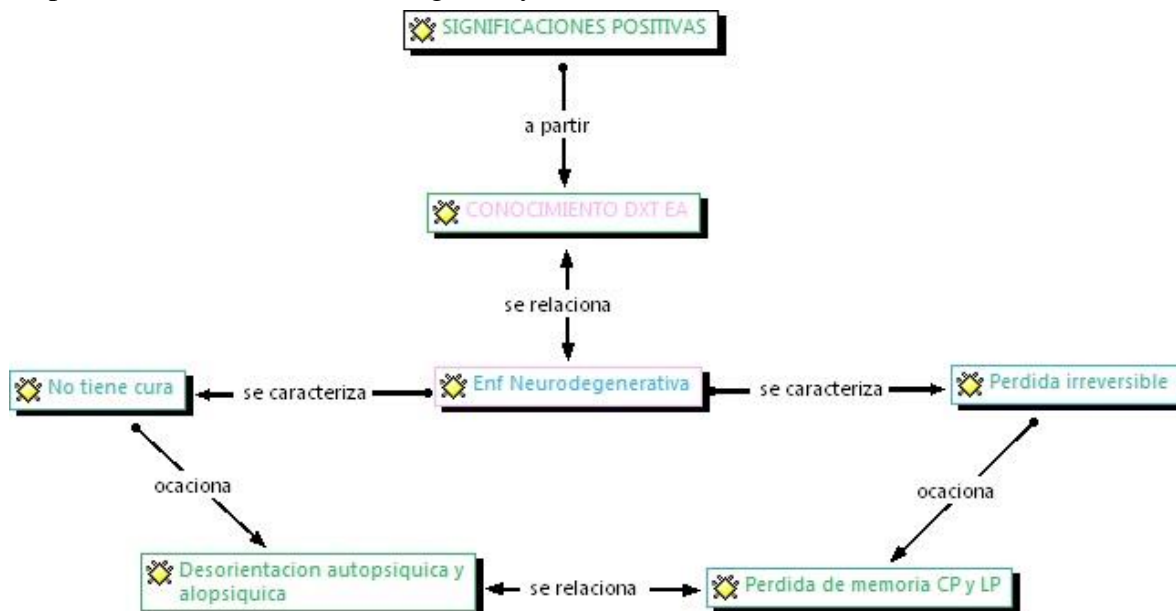 SIGNIFICACIONES POSITIVAS
a partir
CONOCIMIENTO DXT EA
se relaciona
No tiene cura
se caracteriza
Enf Neurodegenerativa
se caracteriza
Perdida irreversible
ocaciona
ocaciona
Desorientacion autopsiquica y
alopsiquica
se relaciona
Perdida de memoria CP y LP